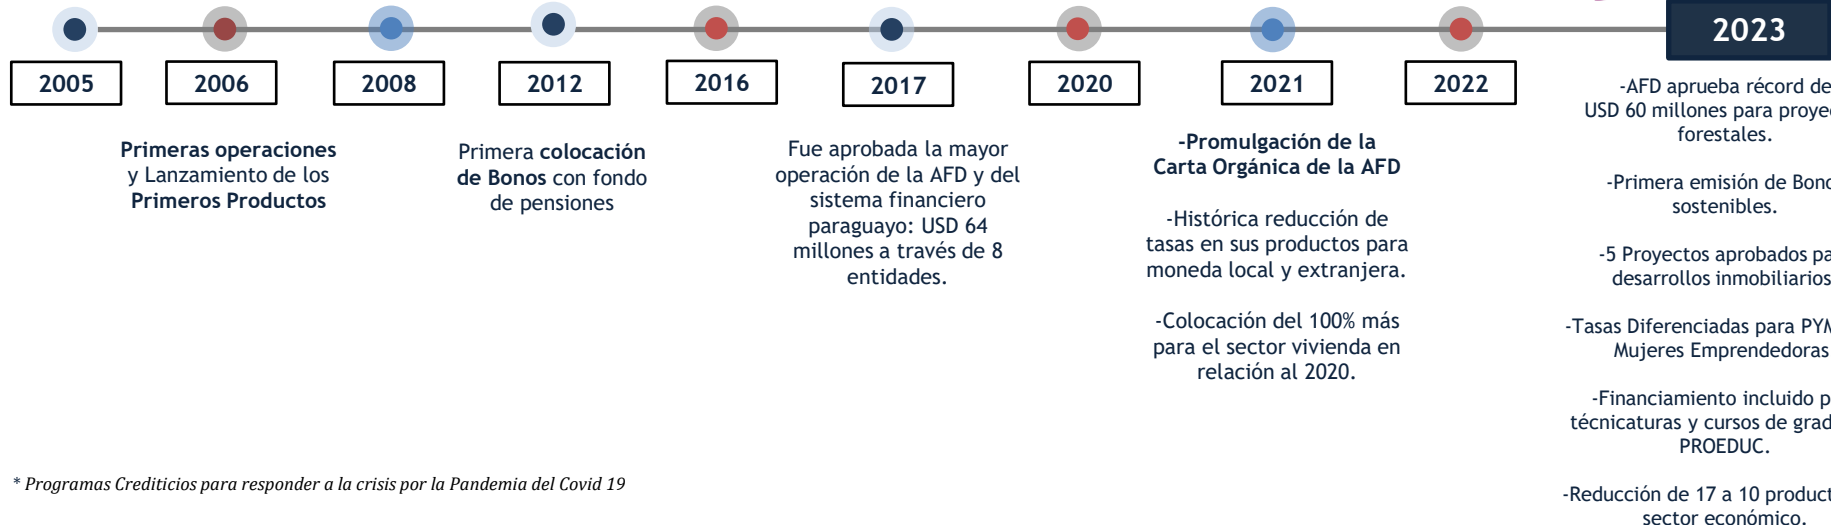 2023
2005
2006
2008
2012
2016
2017
2020
2021
2022
Primeras operaciones
y Lanzamiento de los
Primeros Productos
Primera colocación
de Bonos con fondo
de pensiones
Fue aprobada la mayor
operación de la AFD y del
sistema financiero
paraguayo: USD 64
millones a través de 8
entidades.
-Promulgación de la
Carta Orgánica de la AFD
-Histórica reducción de
tasas en sus productos para
moneda local y extranjera.
-Colocación del 100% más
para el sector vivienda en
relación al 2020.
-AFD aprueba récord de
USD 60 millones para
forestales.
-Primera emisión de
sostenibles.
-5 Proyectos aprobados
desarrollos inmobiliarios
-Tasas Diferenciadas para
Mujeres Emprendedoras
-Financiamiento incluido
técnicaturas y cursos de
PROEDUC.
-Reducción de 17 a 10
sector económico.
* Programas Crediticios para responder a la crisis por la Pandemia del Covid 19